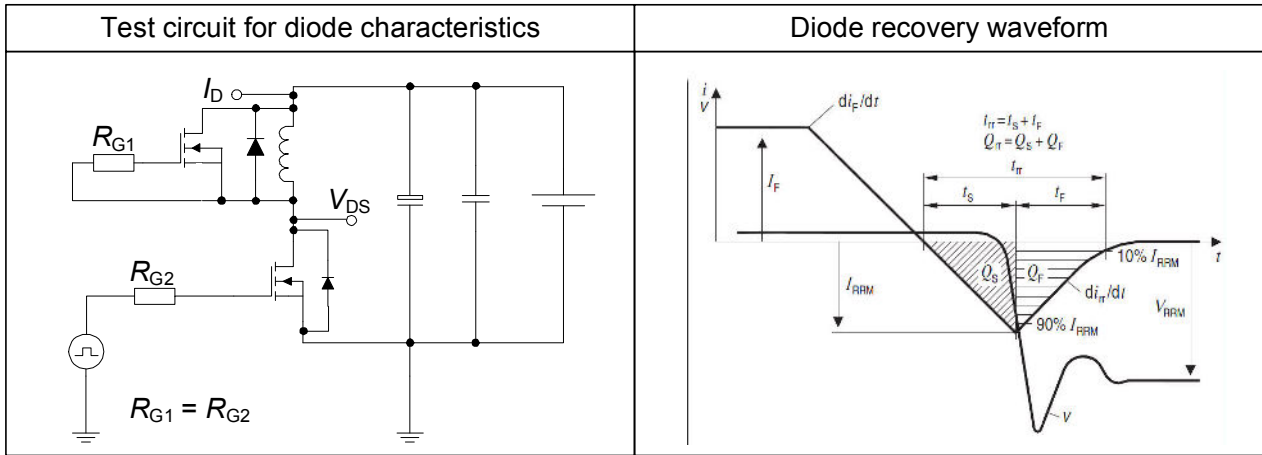 Test circuit for diode characteristics
Diode recovery waveform
I_D
R_G1
V_DS
R_G2
R_G1 = R_G2
i
V
di_F/dt
t_rr = t_S + t_F
Q_rr = Q_S + Q_F
t_rr
I_F
t_S
t_F
Q_S
Q_F
10% I_RRM
t
I_RRM
di_rr/dt
V_RRM
90% I_RRM
V